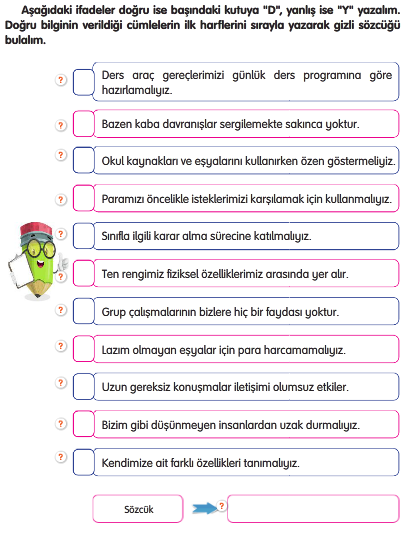 Aşağıdaki ifadeler doğru ise başındaki kutuya "D", yanlış ise "Y" yazalım.
Doğru bilginin verildiği cümlelerin ilk harflerini sırayla yazarak gizli sözcüğü
bulalım.
? Ders araç gereçlerimizi günlük ders programına göre
hazırlamalıyız.
? Bazen kaba davranışlar sergilemekte sakınca yoktur.
? Okul kaynakları ve eşyalarını kullanırken özen göstermeliyiz.
? Paramızı öncelikle isteklerimizi karşılamak için kullanmalıyız.
? Sınıfla ilgili karar alma sürecine katılmalıyız.
? Ten rengimiz fiziksel özelliklerimiz arasında yer alır.
? Grup çalışmalarının bizlere hiç bir faydası yoktur.
? Lazım olmayan eşyalar için para harcamamalıyız.
? Uzun gereksiz konuşmalar iletişimi olumsuz etkiler.
? Bizim gibi düşünmeyen insanlardan uzak durmalıyız.
? Kendimize ait farklı özellikleri tanımalıyız.
Sözcük ?